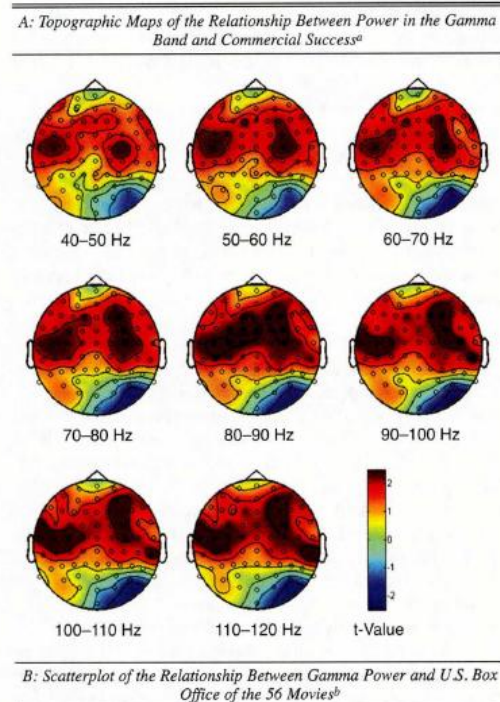 A: Topographic Maps of the Relationship Between Power in the Gamma
Band and Commercial Successᵃ
40–50 Hz
50–60 Hz
60–70 Hz
70–80 Hz
80–90 Hz
90–100 Hz
100–110 Hz
110–120 Hz
2
1
0
-1
-2
t-Value
B: Scatterplot of the Relationship Between Gamma Power and U.S. Box
Office of the 56 Moviesᵇ